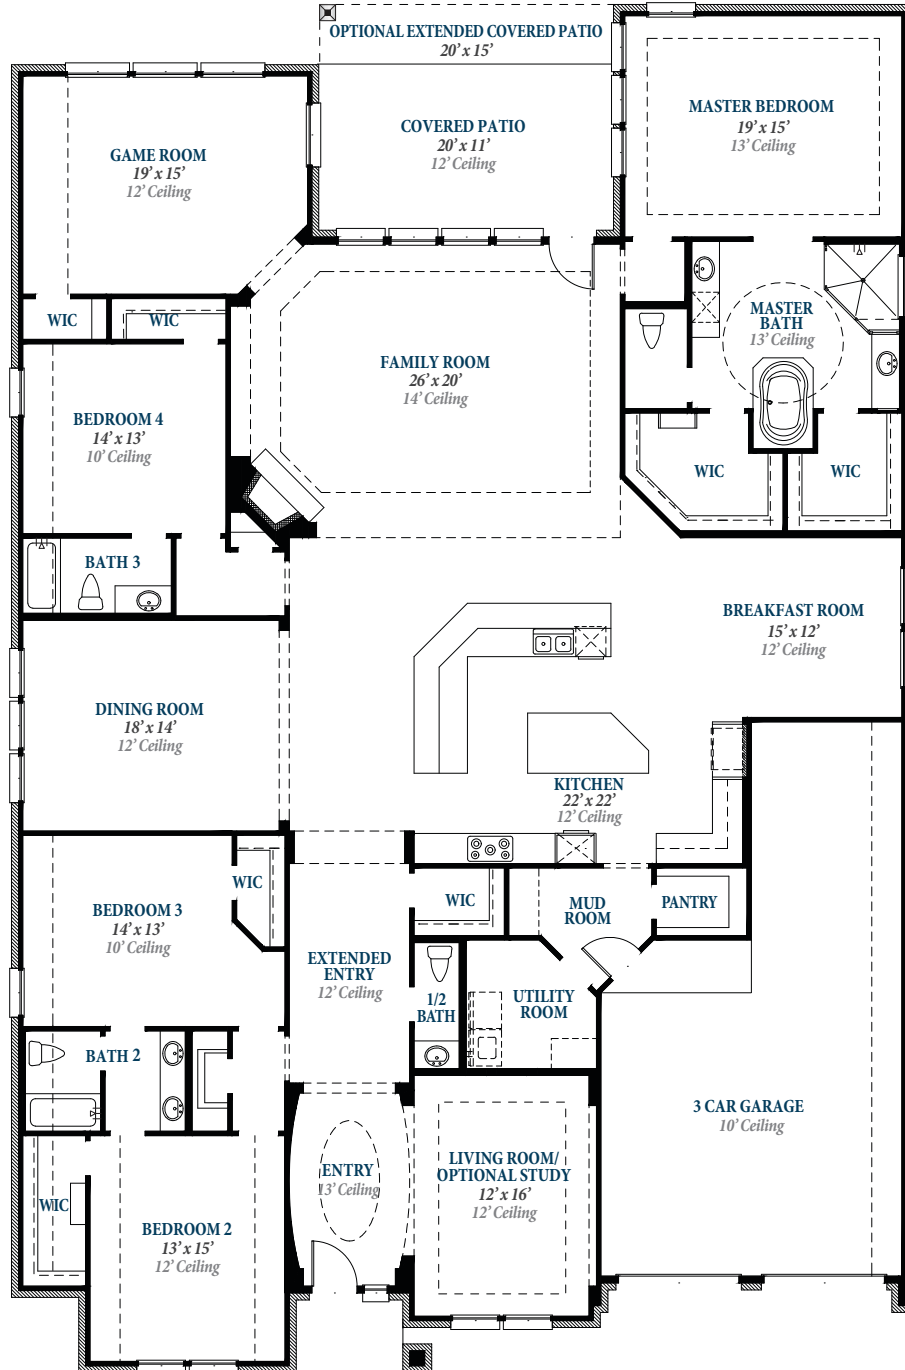 OPTIONAL EXTENDED COVERED PATIO
20' x 15'
COVERED PATIO
20' x 11'
12' Ceiling
MASTER BEDROOM
19' x 15'
13' Ceiling
GAME ROOM
19' x 15'
12' Ceiling
WIC
WIC
MASTER
BATH
13' Ceiling
FAMILY ROOM
26' x 20'
14' Ceiling
BEDROOM 4
14' x 13'
10' Ceiling
WIC
WIC
BATH 3
BREAKFAST ROOM
15' x 12'
12' Ceiling
DINING ROOM
18' x 14'
12' Ceiling
KITCHEN
22' x 22'
12' Ceiling
WIC
BEDROOM 3
14' x 13'
10' Ceiling
WIC
MUD
ROOM
PANTRY
EXTENDED
ENTRY
12' Ceiling
1/2
BATH
UTILITY
ROOM
BATH 2
3 CAR GARAGE
10' Ceiling
ENTRY
13' Ceiling
LIVING ROOM/
OPTIONAL STUDY
12' x 16'
12' Ceiling
WIC
BEDROOM 2
13' x 15'
12' Ceiling